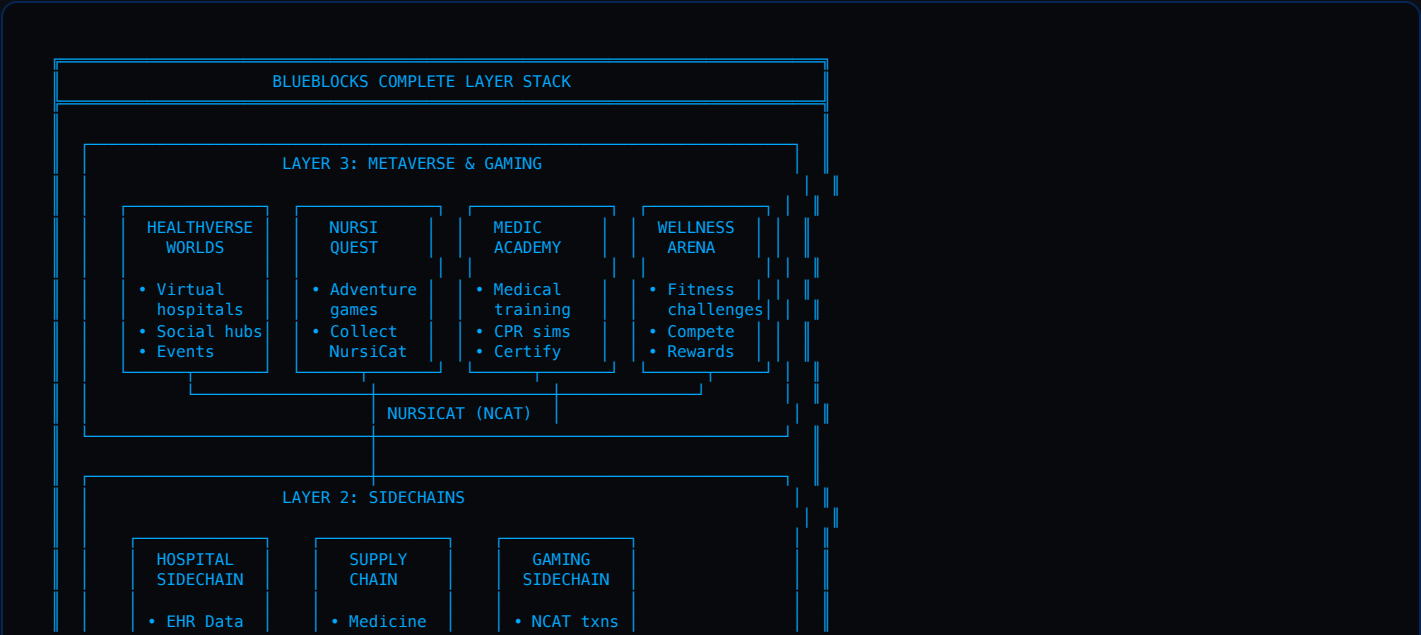 BLUEBLOCKS COMPLETE LAYER STACK
LAYER 3: METAVERSE & GAMING
HEALTHVERSE NURSI MEDIC WELLNESS
WORLDS QUEST ACADEMY ARENA
• Virtual • Adventure • Medical • Fitness
hospitals games training challenges
• Social hubs • Collect • CPR sims • Compete
• Events NursiCat • Certify • Rewards
NURSICAT (NCAT)
LAYER 2: SIDECHAINS
HOSPITAL SUPPLY GAMING
SIDECHAIN CHAIN SIDECHAIN
• EHR Data • Medicine • NCAT txns